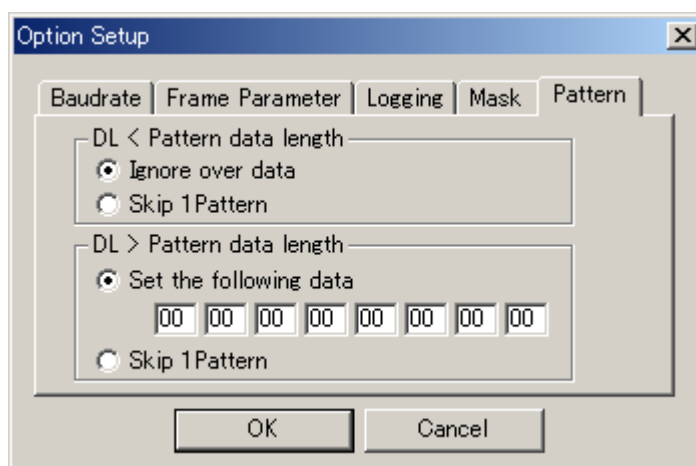 Option Setup
Baudrate Frame Parameter Logging Mask Pattern
DL < Pattern data length
Ignore over data
Skip 1Pattern
DL > Pattern data length
Set the following data
00 00 00 00 00 00 00 00
Skip 1Pattern
OK Cancel